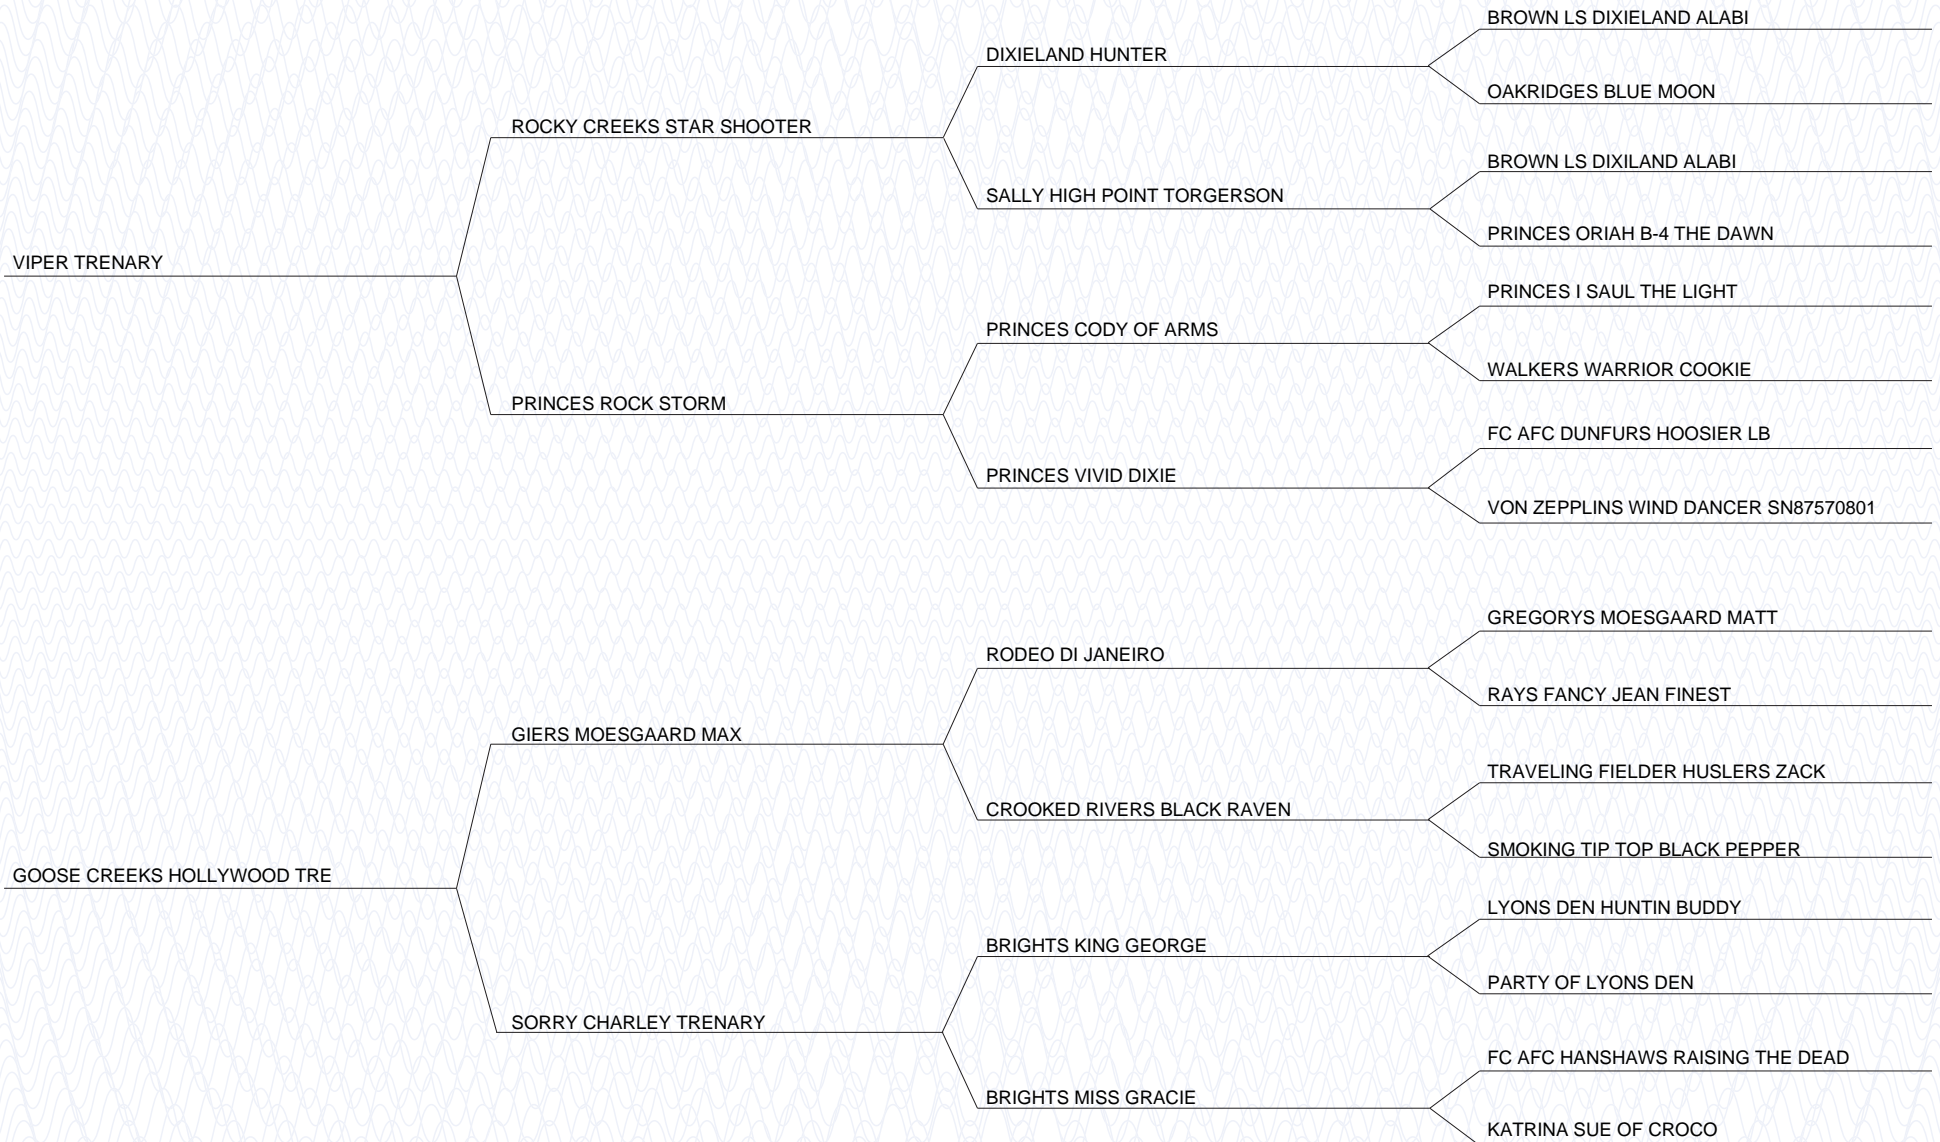 BROWN LS DIXIELAND ALABI
DIXIELAND HUNTER
OAKRIDGES BLUE MOON
ROCKY CREEKS STAR SHOOTER
BROWN LS DIXILAND ALABI
SALLY HIGH POINT TORGERSON
PRINCES ORIAH B-4 THE DAWN
VIPER TRENARY
PRINCES I SAUL THE LIGHT
PRINCES CODY OF ARMS
WALKERS WARRIOR COOKIE
PRINCES ROCK STORM
FC AFC DUNFURS HOOSIER LB
PRINCES VIVID DIXIE
VON ZEPPLINS WIND DANCER SN87570801
GREGORYS MOESGAARD MATT
RODEO DI JANEIRO
RAYS FANCY JEAN FINEST
GIERS MOESGAARD MAX
TRAVELING FIELDER HUSLERS ZACK
CROOKED RIVERS BLACK RAVEN
SMOKING TIP TOP BLACK PEPPER
GOOSE CREEKS HOLLYWOOD TRE
LYONS DEN HUNTIN BUDDY
BRIGHTS KING GEORGE
PARTY OF LYONS DEN
SORRY CHARLEY TRENARY
FC AFC HANSHAWS RAISING THE DEAD
BRIGHTS MISS GRACIE
KATRINA SUE OF CROCO